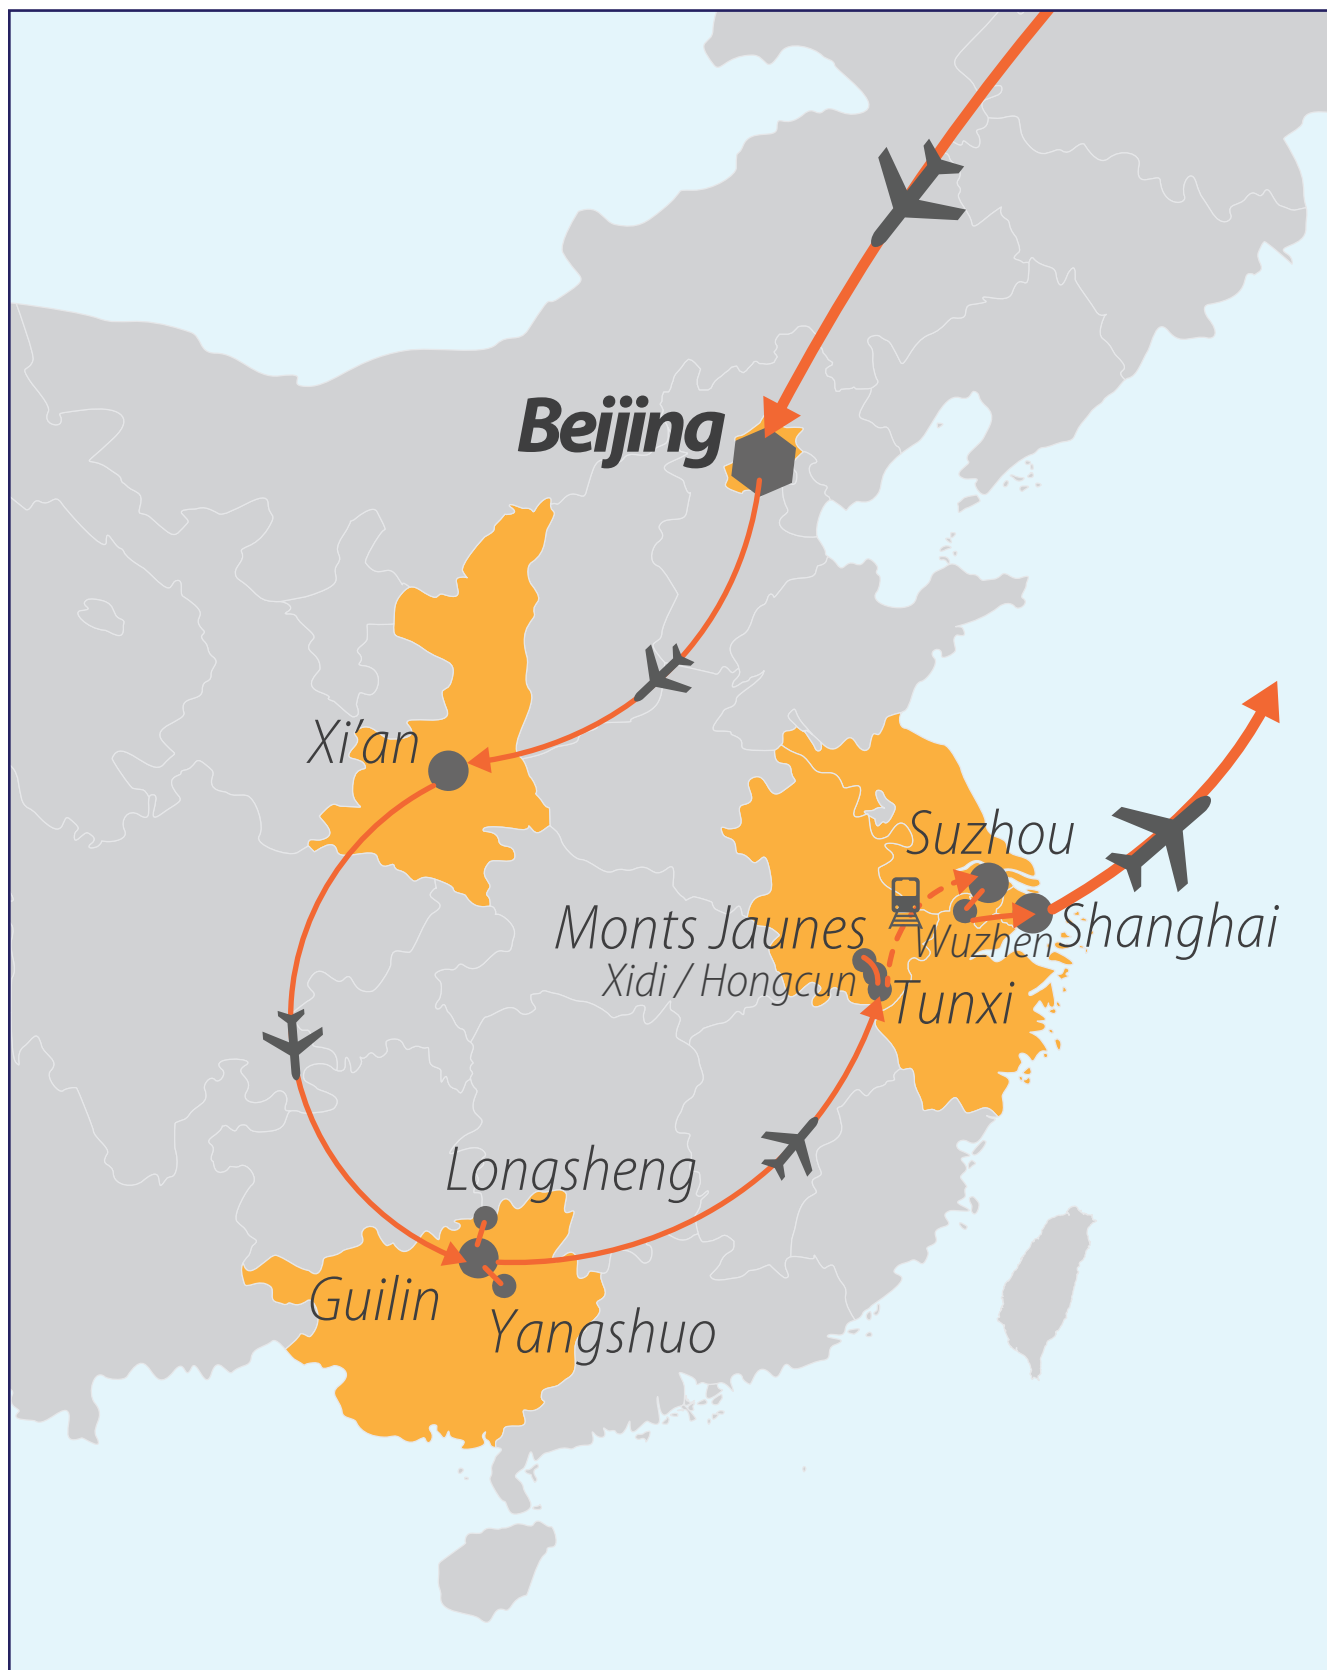 Beijing
Xi’an
Suzhou
Monts Jaunes
Wuzhen
Shanghai
Xidi / Hongcun
Tunxi
Longsheng
Guilin
Yangshuo